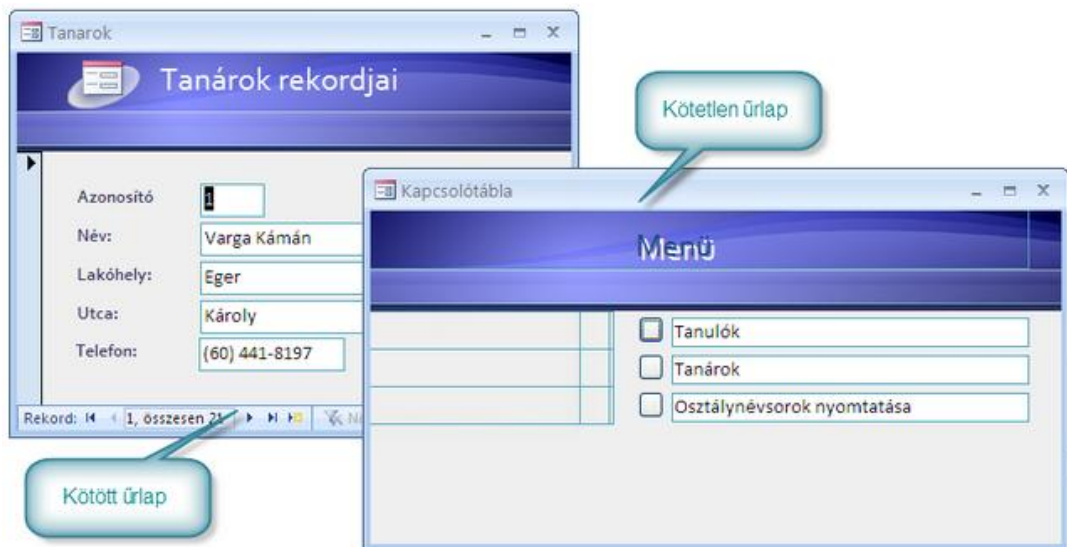 Tanarok
Tanárok rekordjai
Azonosító 1
Név: Varga Kámán
Lakóhely: Eger
Utca: Károly
Telefon: (60) 441-8197
Rekord: 1, összesen 21
Kötött űrlap
Kötetlen űrlap
Kapcsolótábla
Menü
Tanulók
Tanárok
Osztálynévsorok nyomtatása